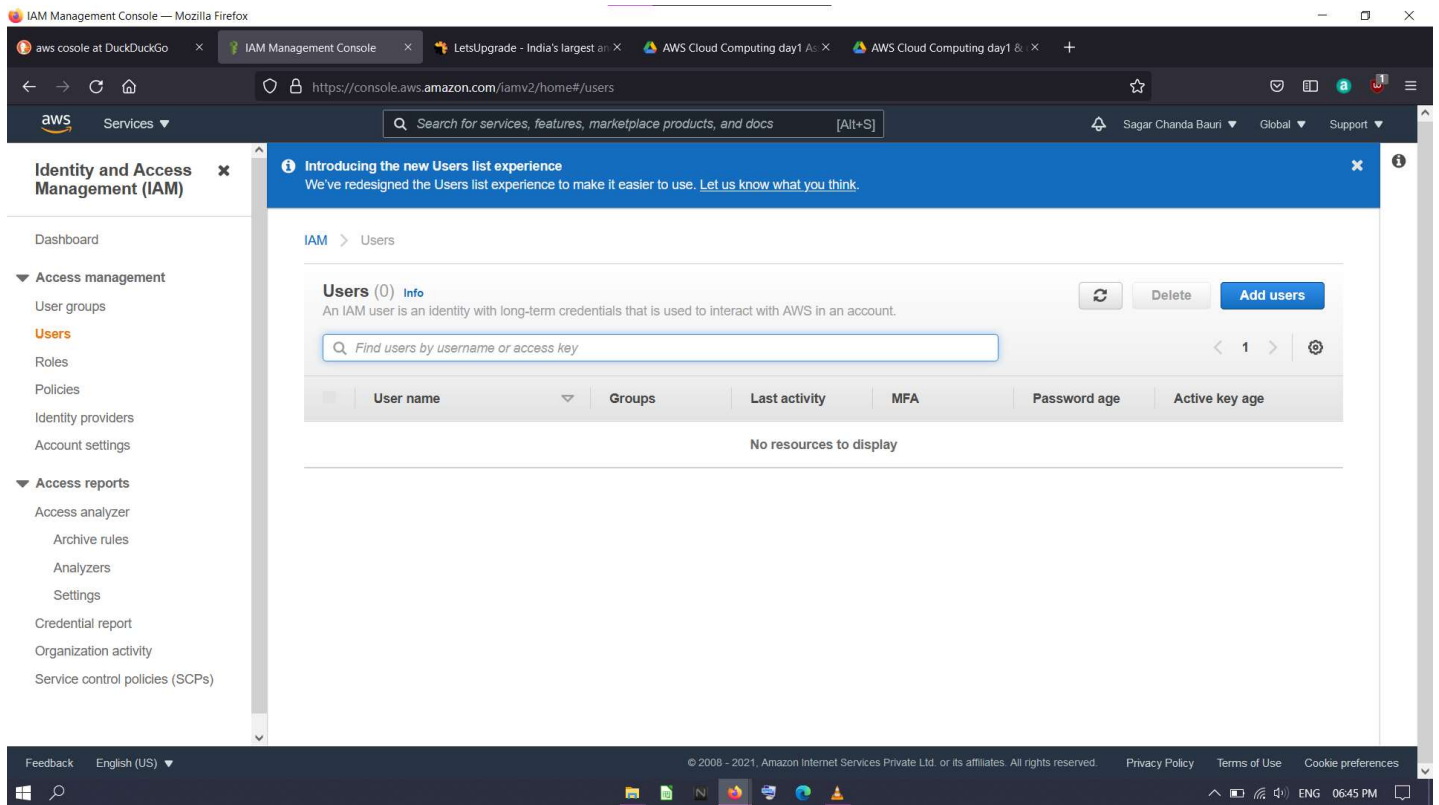 IAM Management Console — Mozilla Firefox
aws cosole at DuckDuckGo
IAM Management Console
LetsUpgrade - India's largest an
AWS Cloud Computing day1 As
AWS Cloud Computing day1 &
https://console.aws.amazon.com/iamv2/home#/users
a
1
aws
Services
Search for services, features, marketplace products, and docs [Alt+S]
Sagar Chanda Bauri
Global
Support
Identity and Access
Management (IAM)
Dashboard
Access management
User groups
Users
Roles
Policies
Identity providers
Account settings
Access reports
Access analyzer
Archive rules
Analyzers
Settings
Credential report
Organization activity
Service control policies (SCPs)
Introducing the new Users list experience
We've redesigned the Users list experience to make it easier to use. Let us know what you think.
IAM > Users
Users (0) Info
An IAM user is an identity with long-term credentials that is used to interact with AWS in an account.
Delete
Add users
Find users by username or access key
1
User name Groups Last activity MFA Password age Active key age
No resources to display
Feedback English (US)
© 2008 - 2021, Amazon Internet Services Private Ltd. or its affiliates. All rights reserved. Privacy Policy Terms of Use Cookie preferences
N
ENG 06:45 PM